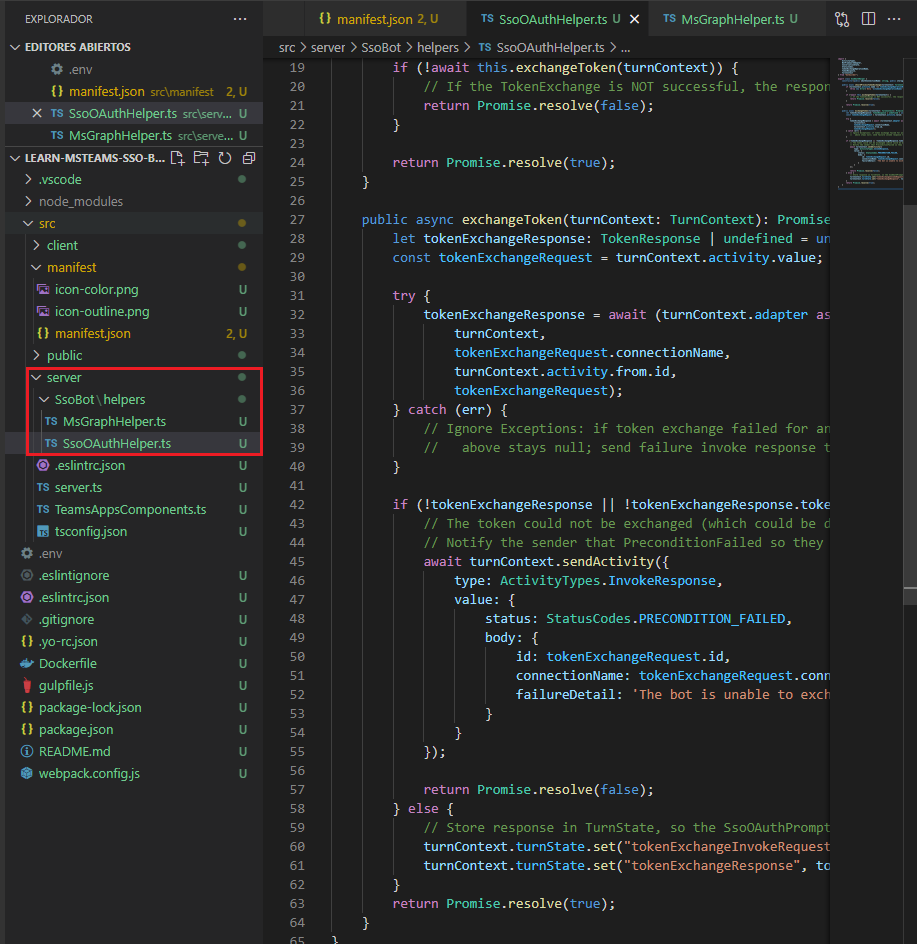 EXPLORADOR ···
EDITORES ABIERTOS
.env
{} manifest.json src\manifest 2, U
TS SsoOAuthHelper.ts src\serv... U
TS MsGraphHelper.ts src\serve... U
LEARN-MSTEAMS-SSO-B...
.vscode
node_modules
src
client
manifest
icon-color.png U
icon-outline.png U
{} manifest.json 2, U
public
server
SsoBot\helpers
TS MsGraphHelper.ts U
TS SsoOAuthHelper.ts U
.eslintrc.json U
TS server.ts U
TS TeamsAppsComponents.ts U
TS tsconfig.json U
.env
.eslintignore U
.eslintrc.json U
.gitignore U
{} .yo-rc.json U
Dockerfile U
gulpfile.js U
{} package-lock.json U
{} package.json U
README.md U
webpack.config.js U
{} manifest.json 2, U
TS SsoOAuthHelper.ts U
TS MsGraphHelper.ts U
src > server > SsoBot > helpers > TS SsoOAuthHelper.ts > ...
19 if (!await this.exchangeToken(turnContext)) {
20 // If the TokenExchange is NOT successful, the respon
21 return Promise.resolve(false);
22 }
23
24 return Promise.resolve(true);
25 }
26
27 public async exchangeToken(turnContext: TurnContext): Promise
28 let tokenExchangeResponse: TokenResponse | undefined = un
29 const tokenExchangeRequest = turnContext.activity.value;
30
31 try {
32 tokenExchangeResponse = await (turnContext.adapter as
33 turnContext,
34 tokenExchangeRequest.connectionName,
35 turnContext.activity.from.id,
36 tokenExchangeRequest);
37 } catch (err) {
38 // Ignore Exceptions: if token exchange failed for an
39 // above stays null; send failure invoke response t
40 }
41
42 if (!tokenExchangeResponse || !tokenExchangeResponse.toke
43 // The token could not be exchanged (which could be d
44 // Notify the sender that PreconditionFailed so they
45 await turnContext.sendActivity({
46 type: ActivityTypes.InvokeResponse,
47 value: {
48 status: StatusCodes.PRECONDITION_FAILED,
49 body: {
50 id: tokenExchangeRequest.id,
51 connectionName: tokenExchangeRequest.conn
52 failureDetail: 'The bot is unable to exch
53 }
54 }
55 });
56
57 return Promise.resolve(false);
58 } else {
59 // Store response in TurnState, so the SsoOAuthPrompt
60 turnContext.turnState.set("tokenExchangeInvokeRequest
61 turnContext.turnState.set("tokenExchangeResponse", to
62 }
63 return Promise.resolve(true);
64 }
65 }